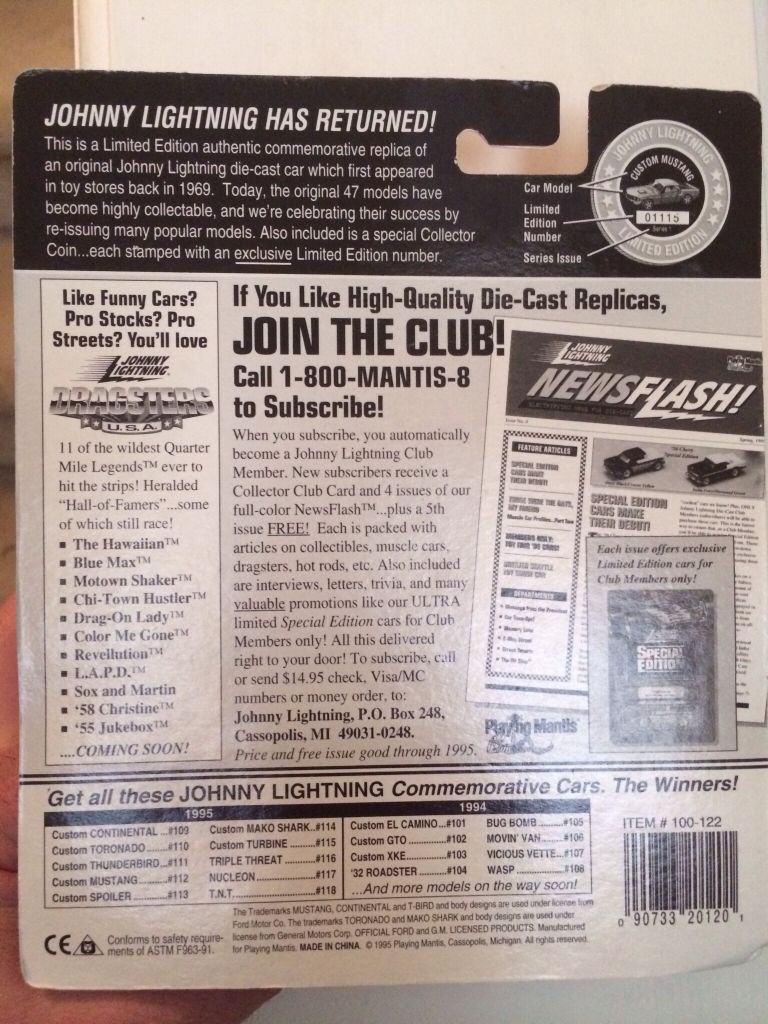 JOHNNY LIGHTNING HAS RETURNED!
This is a Limited Edition authentic commemorative replica of
an original Johnny Lightning die-cast car which first appeared
in toy stores back in 1969. Today, the original 47 models have
become highly collectable, and we're celebrating their success by
re-issuing many popular models. Also included is a special Collector
Coin...each stamped with an exclusive Limited Edition number.
Car Model
Limited
Edition
Number
Series Issue
JOHNNY LIGHTNING
CUSTOM MUSTANG
01115
Series 1
LIMITED EDITION
Like Funny Cars?
Pro Stocks? Pro
Streets? You'll love
JOHNNY
LIGHTNING
DRAGSTERS
U.S.A.
11 of the wildest Quarter
Mile Legends™ ever to
hit the strips! Heralded
"Hall-of-Famers"...some
of which still race!
▪ The Hawaiian™
▪ Blue Max™
▪ Motown Shaker™
▪ Chi-Town Hustler™
▪ Drag-On Lady™
▪ Color Me Gone™
▪ Revellution™
▪ L.A.P.D.™
▪ Sox and Martin
▪ '58 Christine™
▪ '55 Jukebox™
....COMING SOON!
If You Like High-Quality Die-Cast Replicas,
JOIN THE CLUB!
Call 1-800-MANTIS-8
to Subscribe!
When you subscribe, you automatically
become a Johnny Lightning Club
Member. New subscribers receive a
Collector Club Card and 4 issues of our
full-color NewsFlash™...plus a 5th
issue FREE! Each is packed with
articles on collectibles, muscle cars,
dragsters, hot rods, etc. Also included
are interviews, letters, trivia, and many
valuable promotions like our ULTRA
limited Special Edition cars for Club
Members only! All this delivered
right to your door! To subscribe, call
or send $14.95 check, Visa/MC
numbers or money order, to:
Johnny Lightning, P.O. Box 248,
Cassopolis, MI 49031-0248.
Price and free issue good through 1995.
JOHNNY
LIGHTNING
NEWSFLASH!
FEATURE ARTICLES
SPECIAL EDITION
CARS MAKE
THEIR DEBUT!
DEPARTMENTS
SPECIAL EDITION
CARS MAKE
THEIR DEBUT!
Each issue offers exclusive
Limited Edition cars for
Club Members only!
SPECIAL
EDITION
Playing Mantis
Get all these JOHNNY LIGHTNING Commemorative Cars. The Winners!
1995
Custom CONTINENTAL ...#109
Custom TORONADO.......#110
Custom THUNDERBIRD...#111
Custom MUSTANG.........#112
Custom SPOILER ..........#113
Custom MAKO SHARK..#114
Custom TURBINE .........#115
TRIPLE THREAT ...........#116
NUCLEON...................#117
T.N.T. ........................#118
1994
Custom EL CAMINO...#101
Custom GTO .............#102
Custom XKE..............#103
'32 ROADSTER .........#104
BUG BOMB...........#105
MOVIN' VAN.........#106
VICIOUS VETTE...#107
WASP ..................#108
...And more models on the way soon!
ITEM # 100-122
0 90733 20120 1
The Trademarks MUSTANG, CONTINENTAL and T-BIRD and body designs are used under license from
Ford Motor Co. The trademarks TORONADO and MAKO SHARK and body designs are used under
license from General Motors Corp. OFFICIAL FORD and G.M. LICENSED PRODUCTS. Manufactured
for Playing Mantis. MADE IN CHINA. © 1995 Playing Mantis, Cassopolis, Michigan. All rights reserved.
CE
Conforms to safety require-
ments of ASTM F963-91.